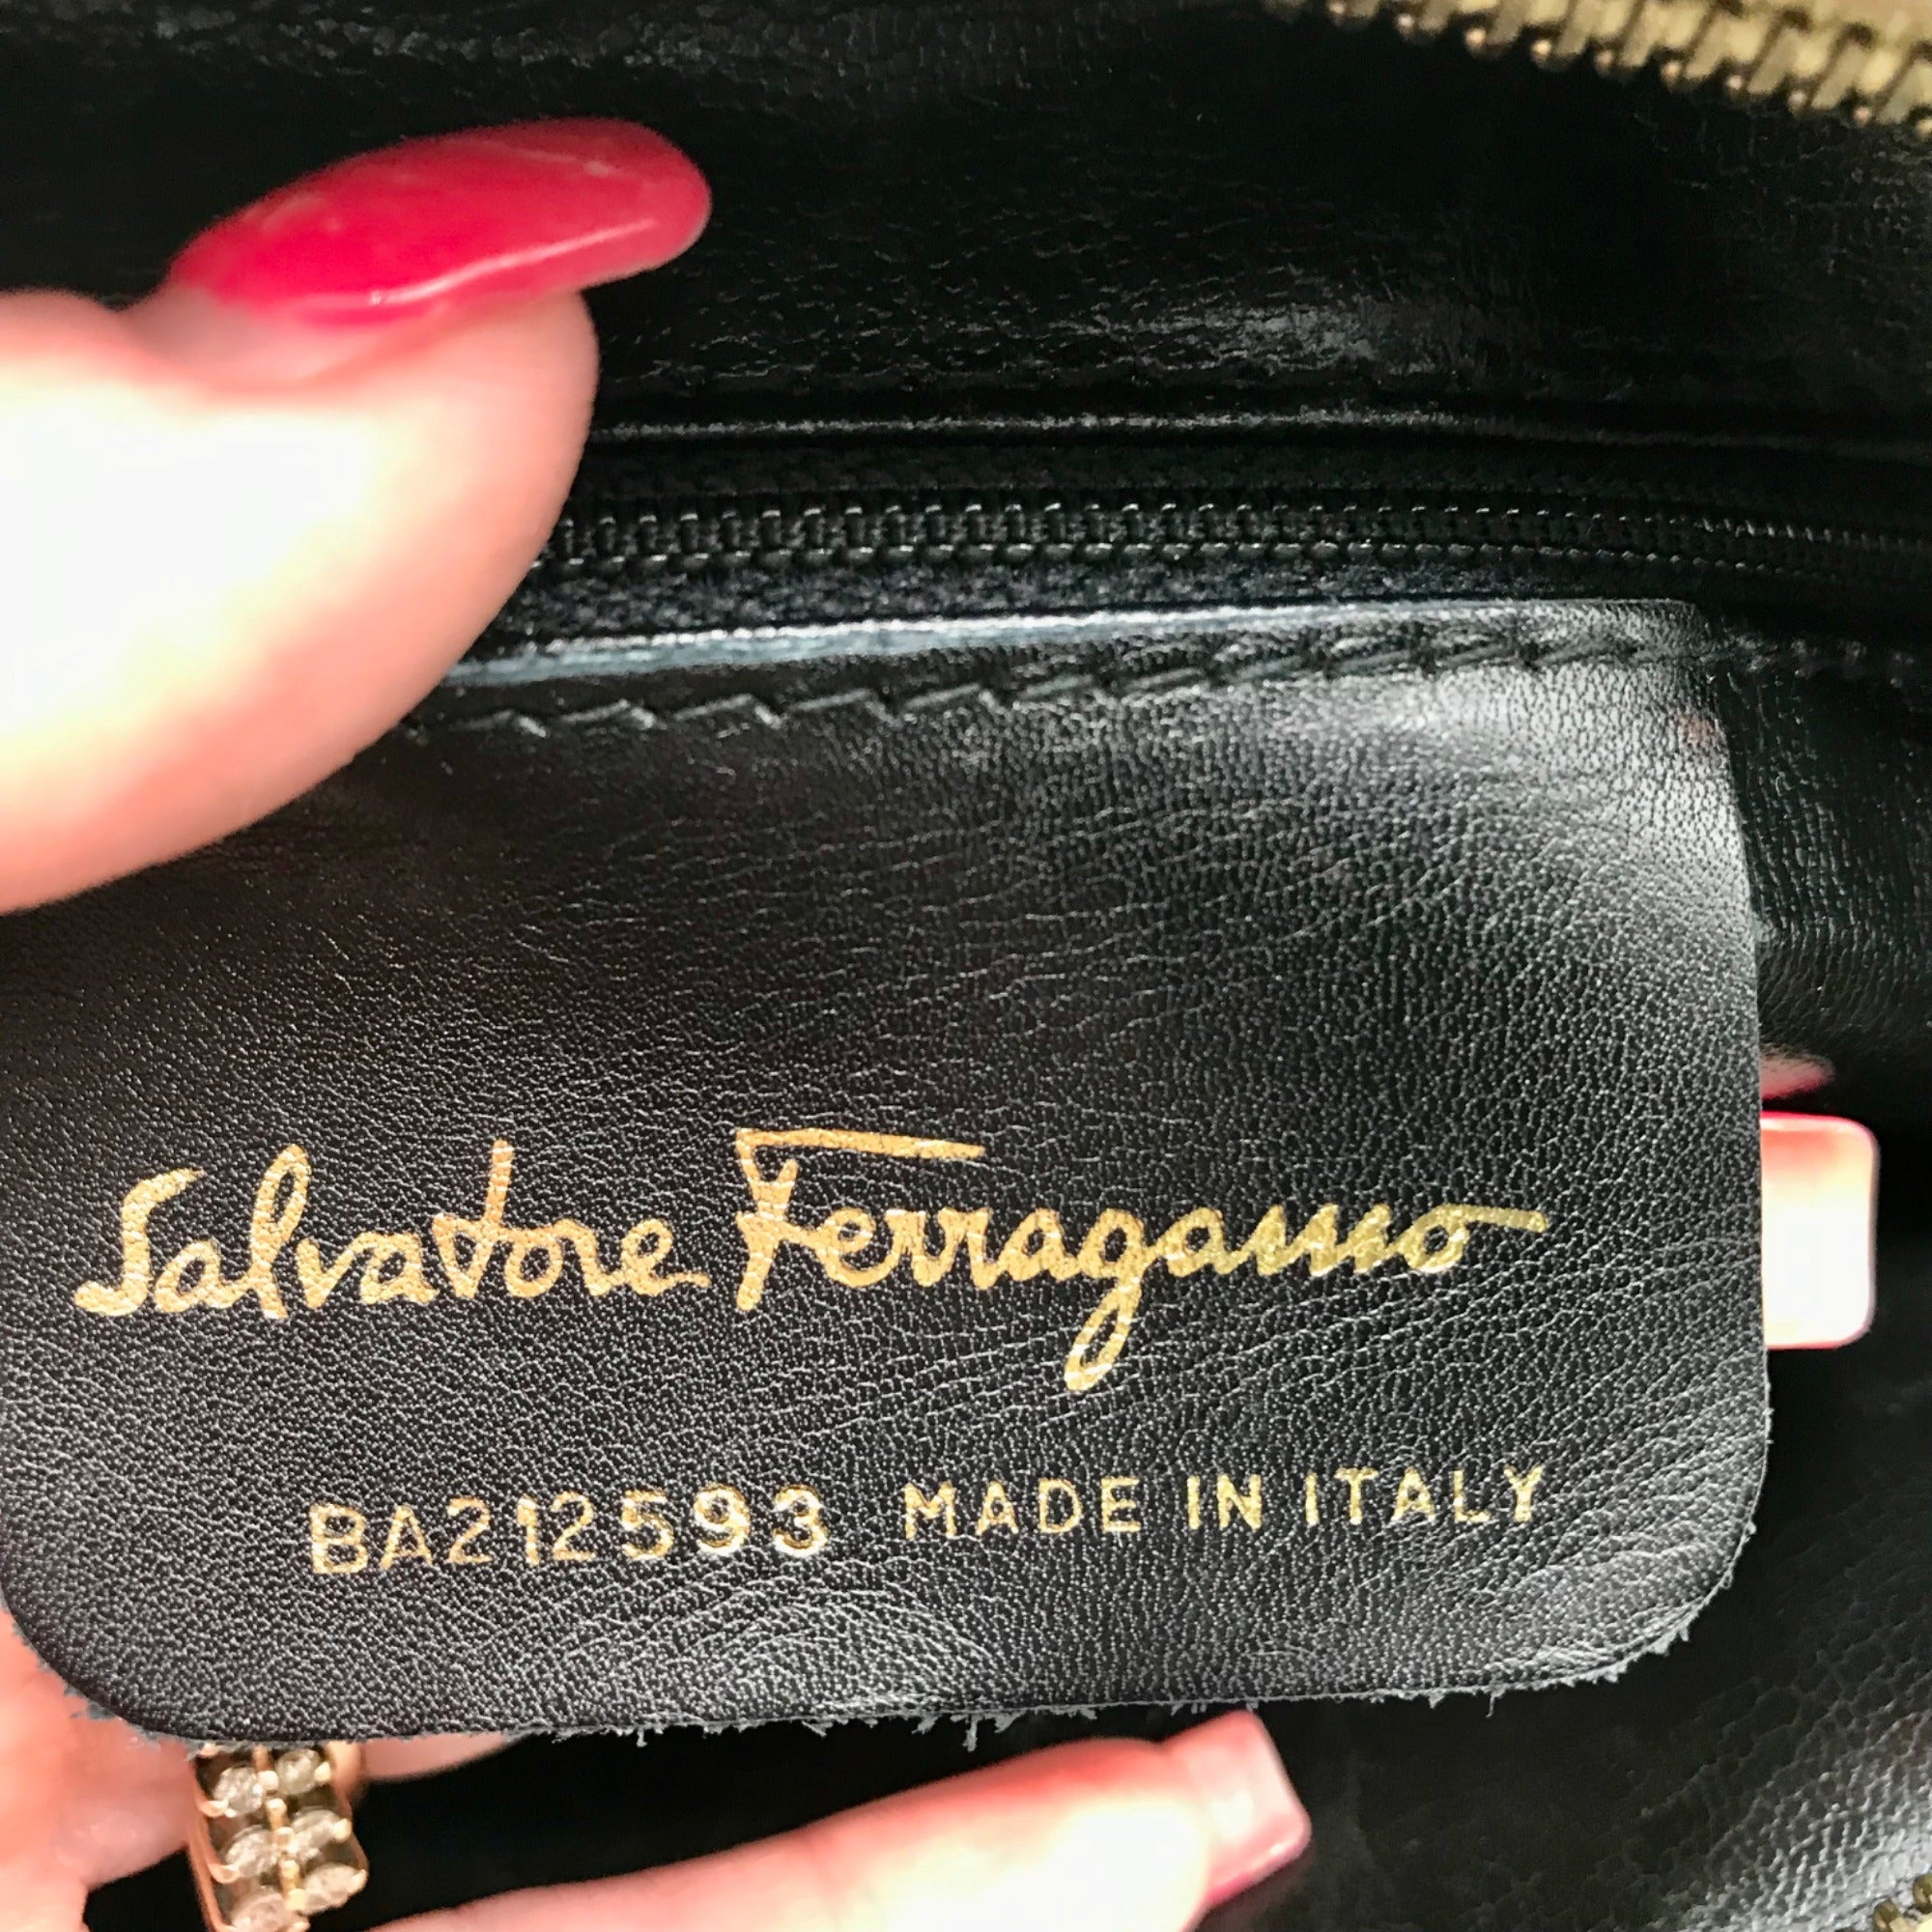 Salvatore Ferragamo
BA212593 MADE IN ITALY